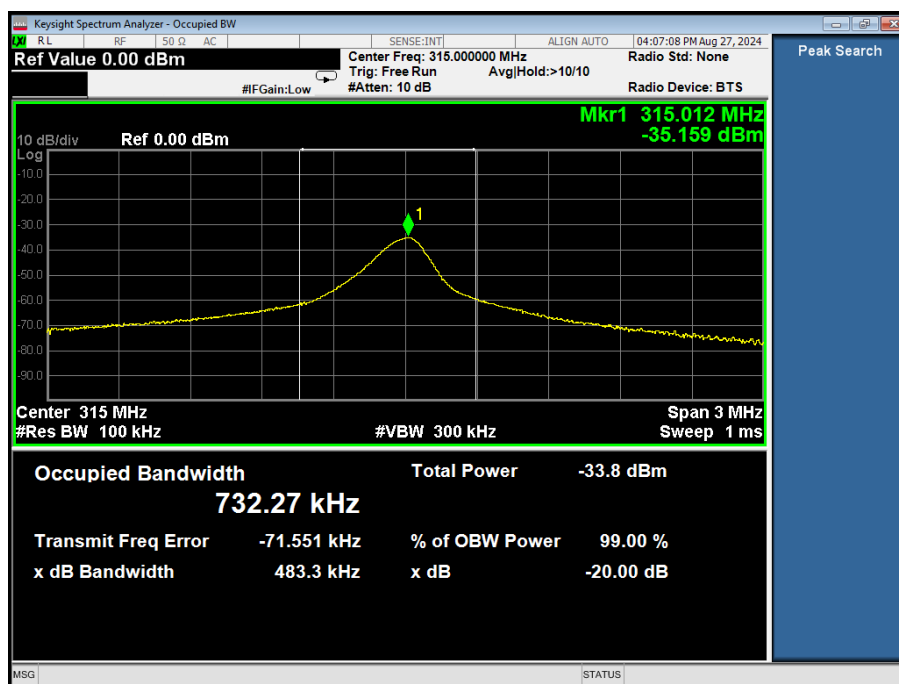 Keysight Spectrum Analyzer - Occupied BW
LXI RL RF 50 Ω AC SENSE:INT ALIGN AUTO 04:07:08 PM Aug 27, 2024
Ref Value 0.00 dBm Center Freq: 315.000000 MHz Radio Std: None
Trig: Free Run Avg|Hold:>10/10
#IFGain:Low #Atten: 10 dB Radio Device: BTS
Peak Search
Mkr1 315.012 MHz
10 dB/div Ref 0.00 dBm -35.159 dBm
Log
-10.0
-20.0
1
-30.0
-40.0
-50.0
-60.0
-70.0
-80.0
-90.0
Center 315 MHz Span 3 MHz
#Res BW 100 kHz #VBW 300 kHz Sweep 1 ms
Occupied Bandwidth Total Power -33.8 dBm
732.27 kHz
Transmit Freq Error -71.551 kHz % of OBW Power 99.00 %
x dB Bandwidth 483.3 kHz x dB -20.00 dB
MSG STATUS